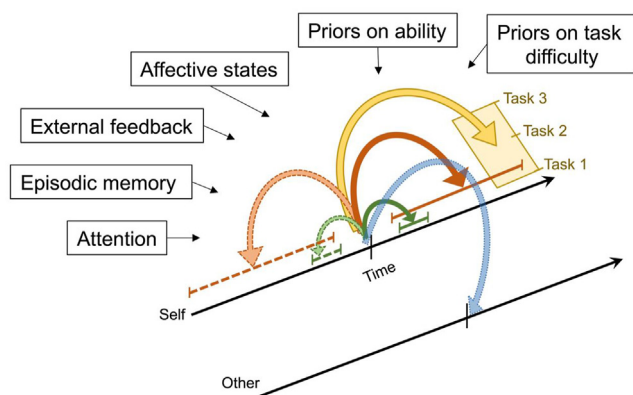 Priors on ability
Priors on task
difficulty
Affective states
External feedback
Episodic memory
Attention
Task 3
Task 2
Task 1
Time
Self
Other